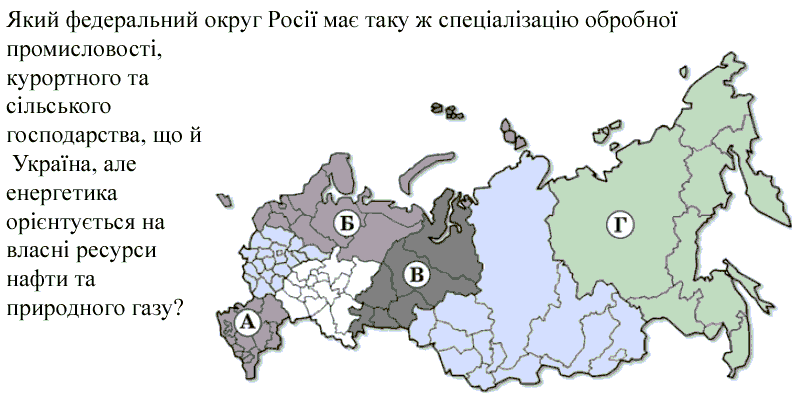 Який федеральний округ Росії має таку ж спеціалізацію обробної
промисловості,
курортного та
сільського
господарства, що й
Україна, але
енергетика
орієнтується на
власні ресурси
нафти та
природного газу?
Г
Б
В
А